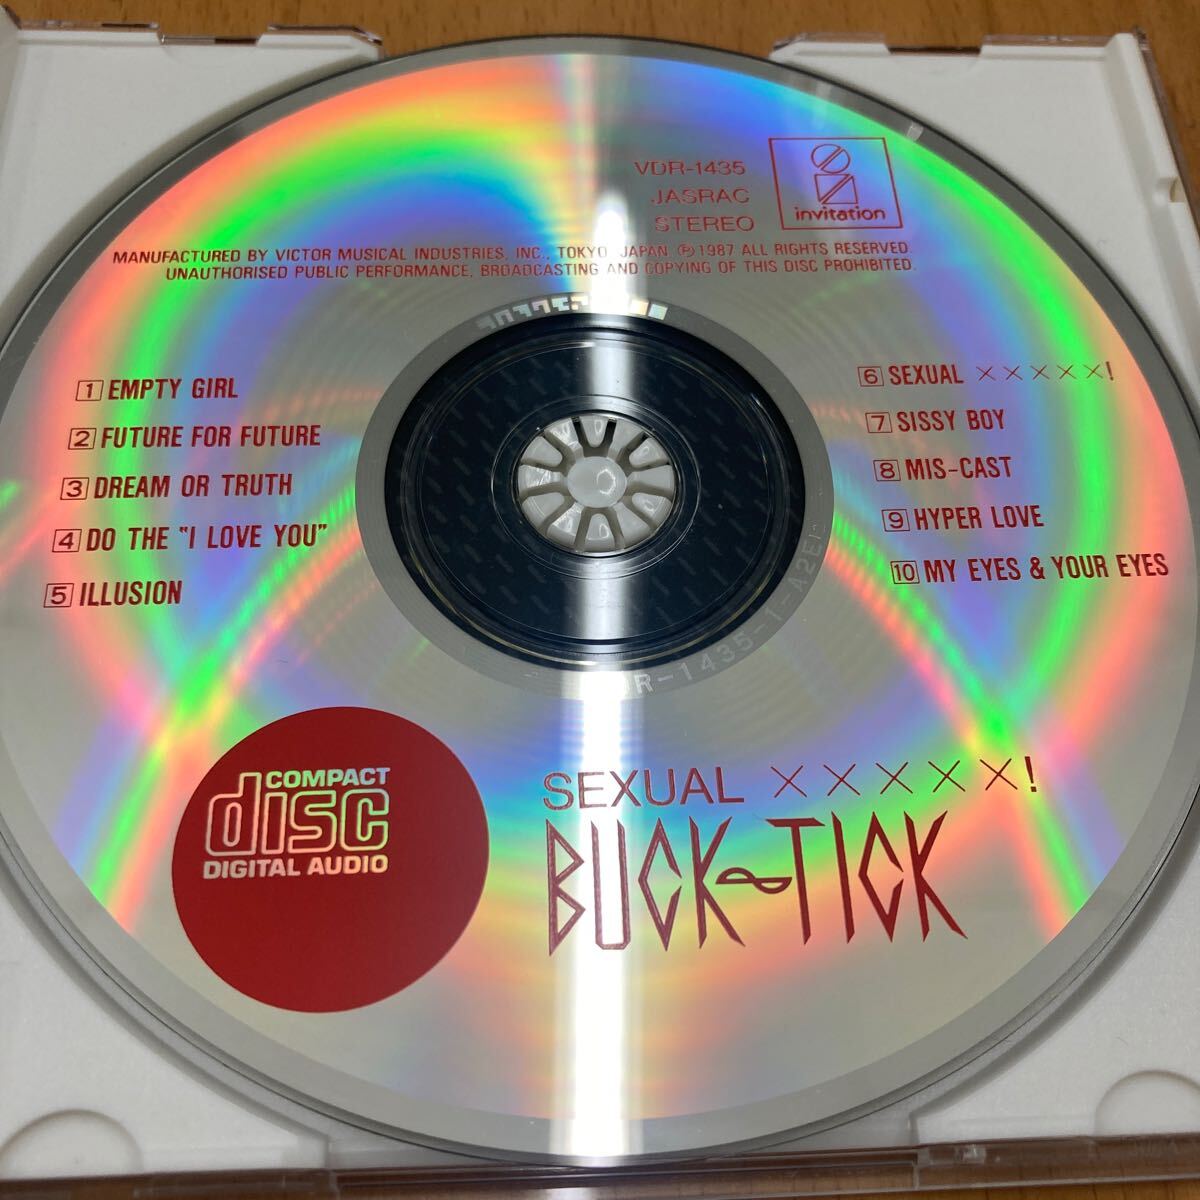 VDR-1435
JASRAC
STEREO
invitation
MANUFACTURED BY VICTOR MUSICAL INDUSTRIES, INC., TOKYO, JAPAN ℗1987 ALL RIGHTS RESERVED.
UNAUTHORISED PUBLIC PERFORMANCE, BROADCASTING AND COPYING OF THIS DISC PROHIBITED.
1 EMPTY GIRL
2 FUTURE FOR FUTURE
3 DREAM OR TRUTH
4 DO THE "I LOVE YOU"
5 ILLUSION
6 SEXUAL ×××××!
7 SISSY BOY
8 MIS-CAST
9 HYPER LOVE
10 MY EYES & YOUR EYES
COMPACT
disc
DIGITAL AUDIO
SEXUAL ×××××!
BUCK~TICK